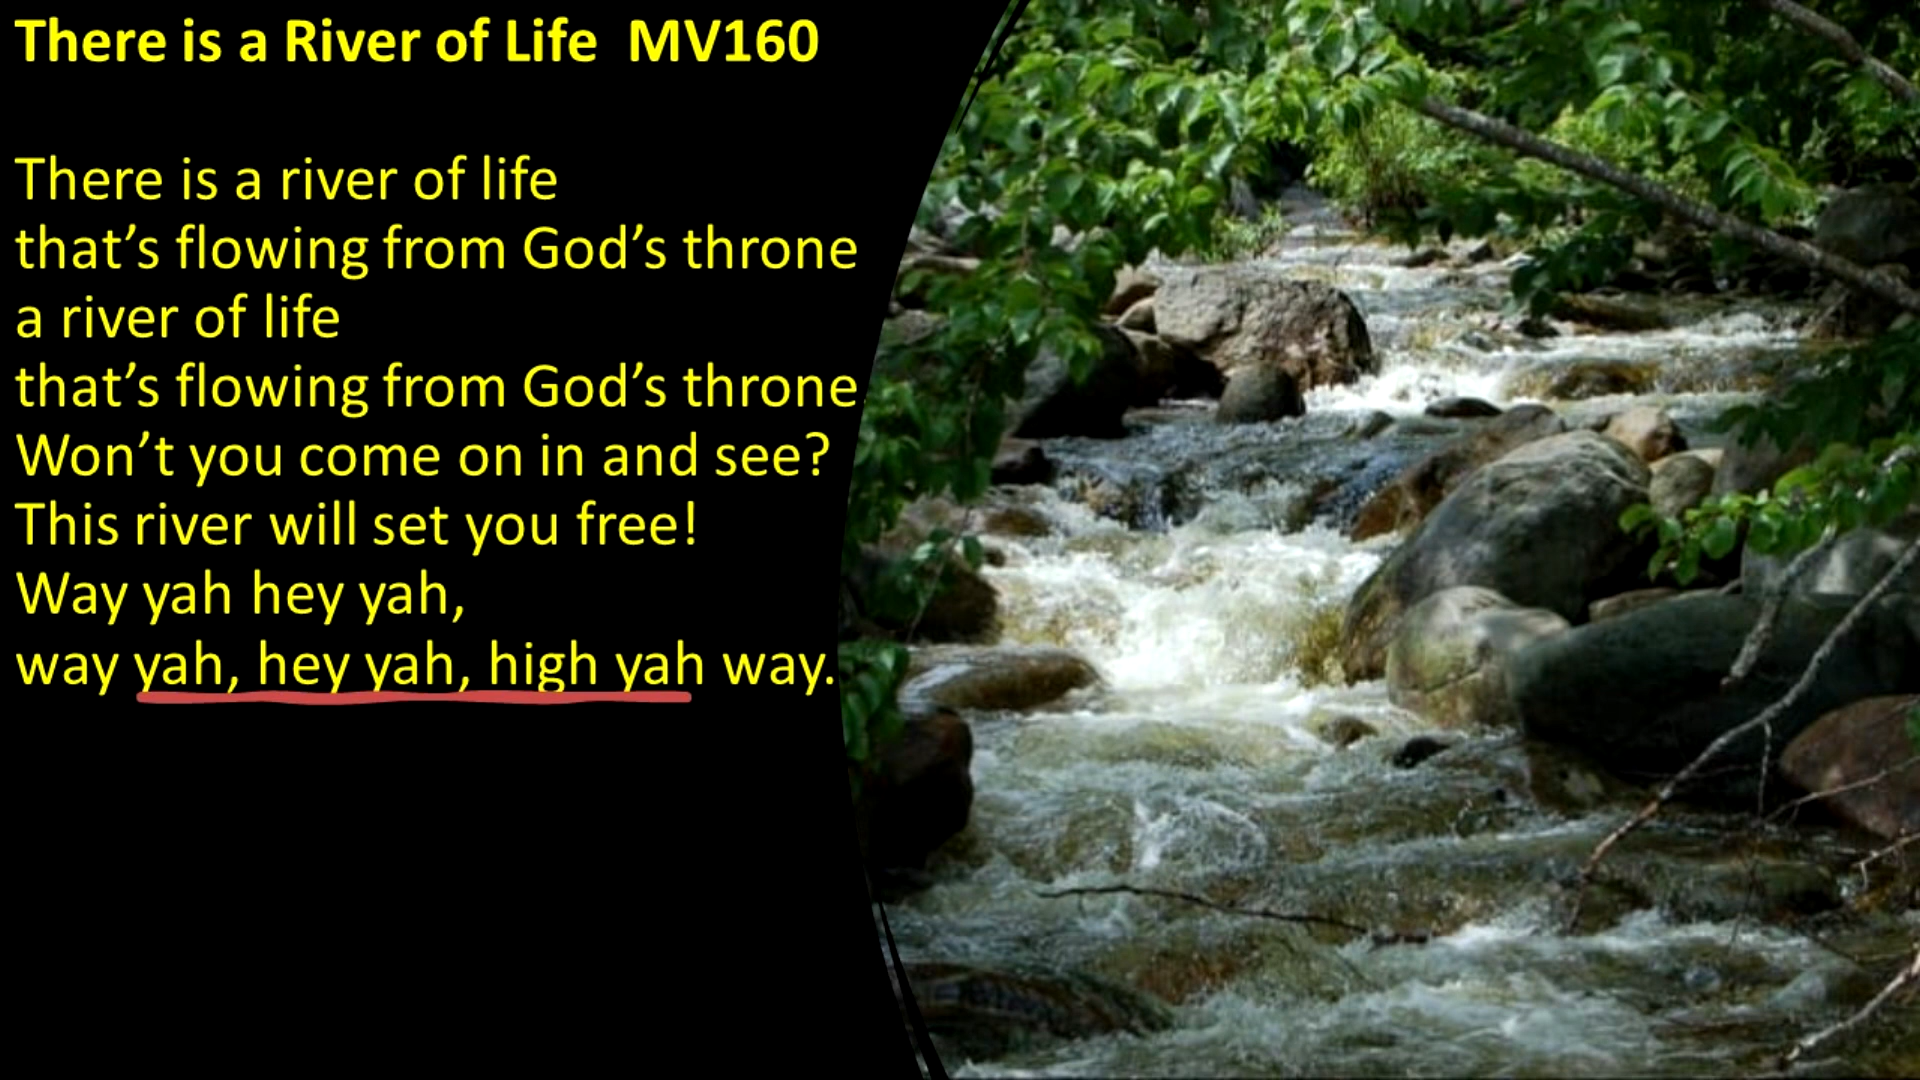 There is a River of Life  MV160
There is a river of life
that’s flowing from God’s throne
a river of life
that’s flowing from God’s throne.
Won’t you come on in and see?
This river will set you free!
Way yah hey yah,
way yah, hey yah, high yah way.